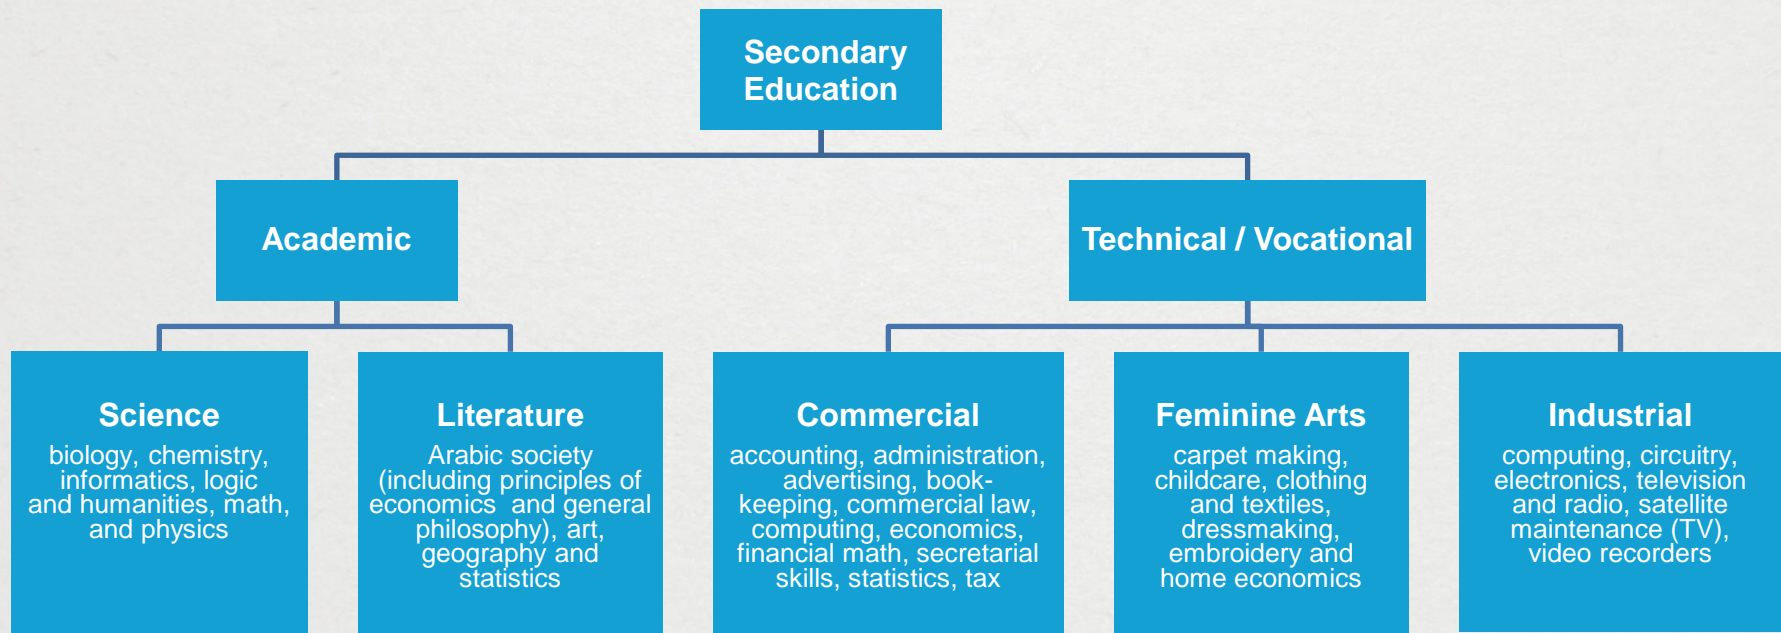 Secondary
Education
Academic
Technical / Vocational
Science
biology, chemistry,
informatics, logic
and humanities, math,
and physics
Literature
Arabic society
(including principles of
economics  and general
philosophy), art,
geography and
statistics
Commercial
accounting, administration,
advertising, book-
keeping, commercial law,
computing, economics,
financial math, secretarial
skills, statistics, tax
Feminine Arts
carpet making,
childcare, clothing
and textiles,
dressmaking,
embroidery and
home economics
Industrial
computing, circuitry,
electronics, television
and radio, satellite
maintenance (TV),
video recorders